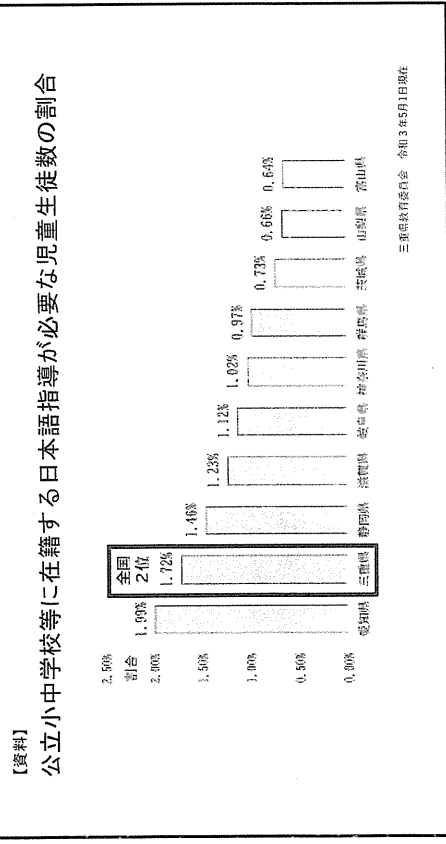 【資料】
公立小中学校等に在籍する日本語指導が必要な児童生徒数の割合
2.50%
割合
2.00%
1.50%
1.00%
0.50%
0.00%
1.99%
全国
2位
1.72%
1.46%
1.23%
1.12%
1.02%
0.97%
0.73%
0.66%
0.64%
愛知県
三重県
静岡県
滋賀県
岐阜県
神奈川県
群馬県
茨城県
山梨県
富山県
三重県教育委員会 令和3年5月1日現在